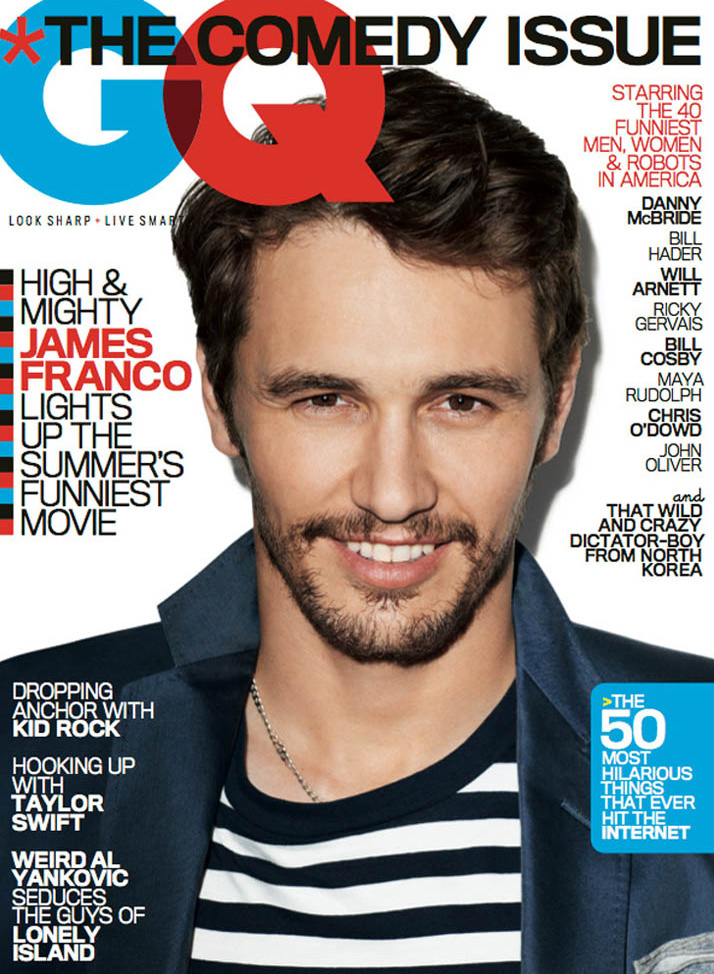 *THE COMEDY ISSUE
GQ
LOOK SHARP + LIVE SMART
HIGH &
MIGHTY
JAMES
FRANCO
LIGHTS
UP THE
SUMMER'S
FUNNIEST
MOVIE
STARRING
THE 40
FUNNIEST
MEN, WOMEN
& ROBOTS
IN AMERICA
DANNY
McBRIDE
BILL
HADER
WILL
ARNETT
RICKY
GERVAIS
BILL
COSBY
MAYA
RUDOLPH
CHRIS
O'DOWD
JOHN
OLIVER
and
THAT WILD
AND CRAZY
DICTATOR-BOY
FROM NORTH
KOREA
DROPPING
ANCHOR WITH
KID ROCK
HOOKING UP
WITH
TAYLOR
SWIFT
WEIRD AL
YANKOVIC
SEDUCES
THE GUYS OF
LONELY
ISLAND
>THE
50
MOST
HILARIOUS
THINGS
THAT EVER
HIT THE
INTERNET